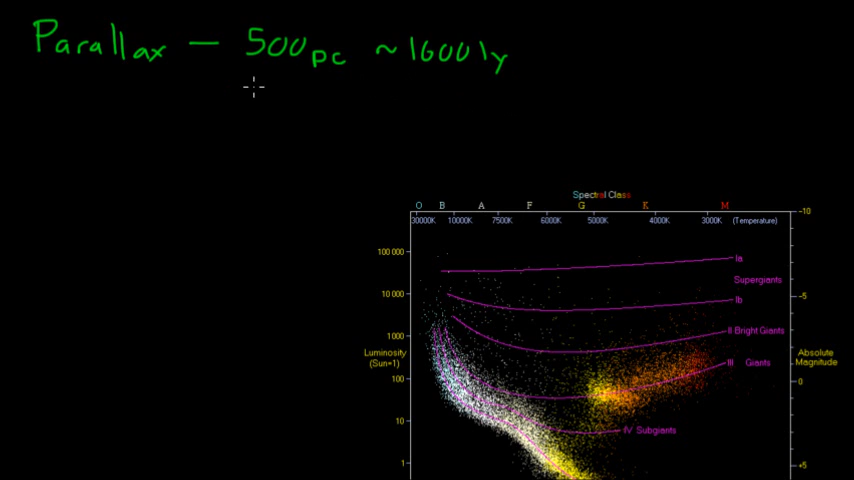 Parallax — 500pc ~1600ly
Spectral Class
O B A F G K M
30000K 10000K 7500K 6000K 5000K 4000K 3000K (Temperature)
-10
100 000
Ia
Supergiants
10 000
Ib
-5
1000
II Bright Giants
Luminosity
(Sun=1)
Absolute
Magnitude
III Giants
100
0
10
IV Subgiants
1
+5